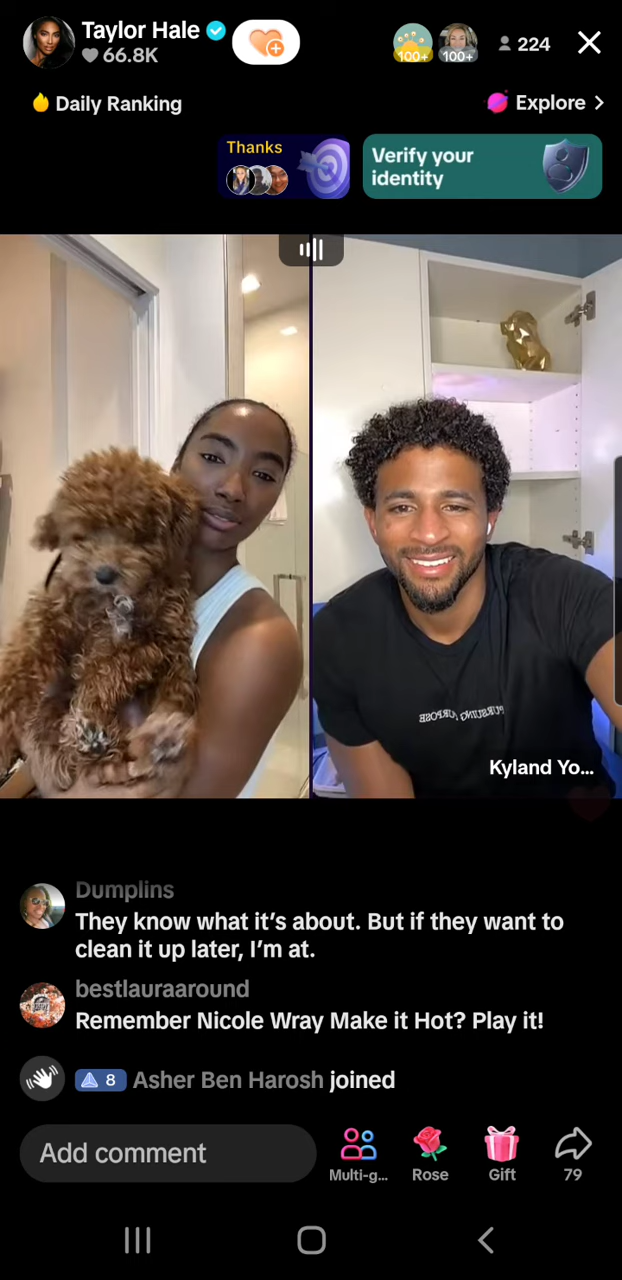 Taylor Hale
66.8K
100+
100+
224
Daily Ranking
Explore >
Thanks
Verify your
identity
PURSUING PURPOSE
Kyland Yo...
Dumplins
They know what it's about. But if they want to
clean it up later, I'm at.
bestlauraaround
Remember Nicole Wray Make it Hot? Play it!
8 Asher Ben Harosh joined
Add comment
Multi-g...
Rose
Gift
79